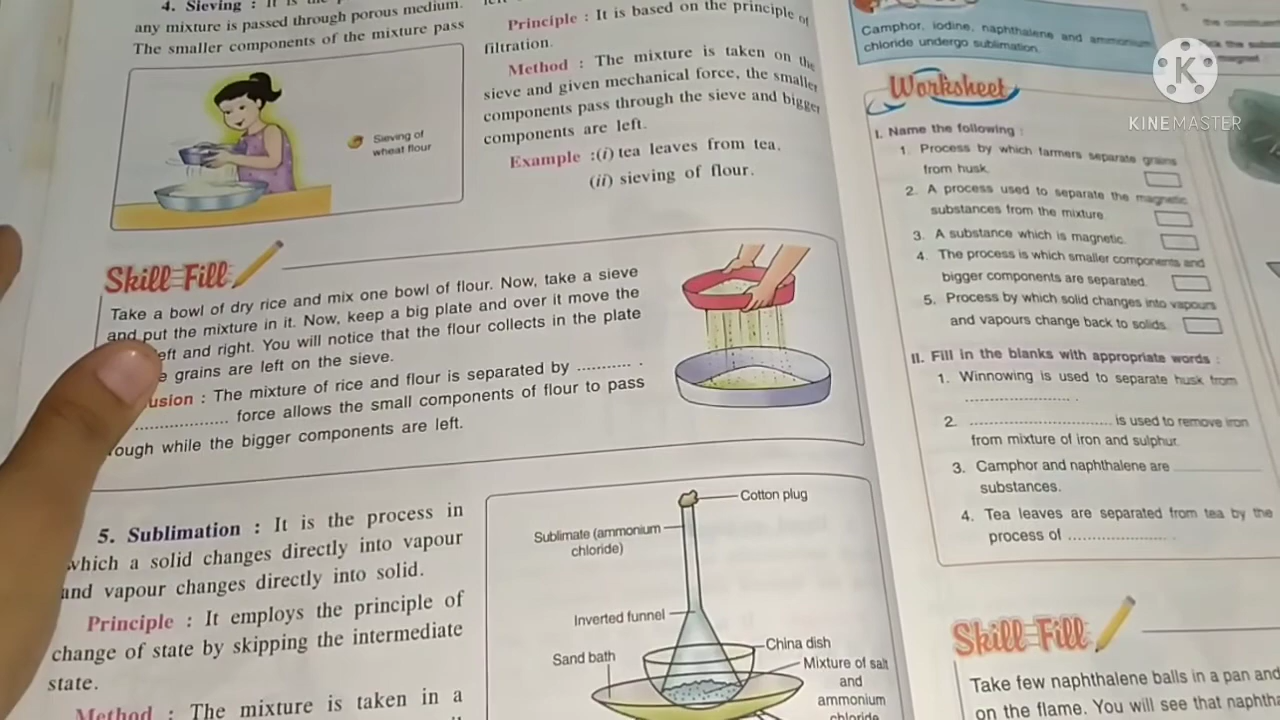 4. Sieving : It is
any mixture is passed through porous medium.
The smaller components of the mixture pass
Sieving of
wheat flour
Principle : It is based on the principle of
filtration.
Method : The mixture is taken on the
sieve and given mechanical force, the smaller
components pass through the sieve and bigger
components are left.
Example :(i) tea leaves from tea.
(ii) sieving of flour.
Skill-Fill
Take a bowl of dry rice and mix one bowl of flour. Now, take a sieve
and put the mixture in it. Now, keep a big plate and over it move the
eft and right. You will notice that the flour collects in the plate
e grains are left on the sieve.
usion : The mixture of rice and flour is separated by ........... .
................... force allows the small components of flour to pass
rough while the bigger components are left.
5. Sublimation : It is the process in
which a solid changes directly into vapour
and vapour changes directly into solid.
Principle : It employs the principle of
change of state by skipping the intermediate
state.
Method : The mixture is taken in a
Cotton plug
Sublimate (ammonium
chloride)
Inverted funnel
China dish
Sand bath
Mixture of salt
and
ammonium
chloride
Camphor, iodine, naphthalene and ammonium
chloride undergo sublimation.
Worksheet
I. Name the following :
1. Process by which farmers separate grains
from husk.
2. A process used to separate the magnetic
substances from the mixture.
3. A substance which is magnetic.
4. The process is which smaller components and
bigger components are separated.
5. Process by which solid changes into vapours
and vapours change back to solids.
II. Fill in the blanks with appropriate words :
1. Winnowing is used to separate husk from
..................... .
2. ............................. is used to remove iron
from mixture of iron and sulphur.
3. Camphor and naphthalene are ____________
substances.
4. Tea leaves are separated from tea by the
process of .................... .
Skill-Fill
Take few naphthalene balls in a pan and
on the flame. You will see that naphtha
K
KINEMASTER